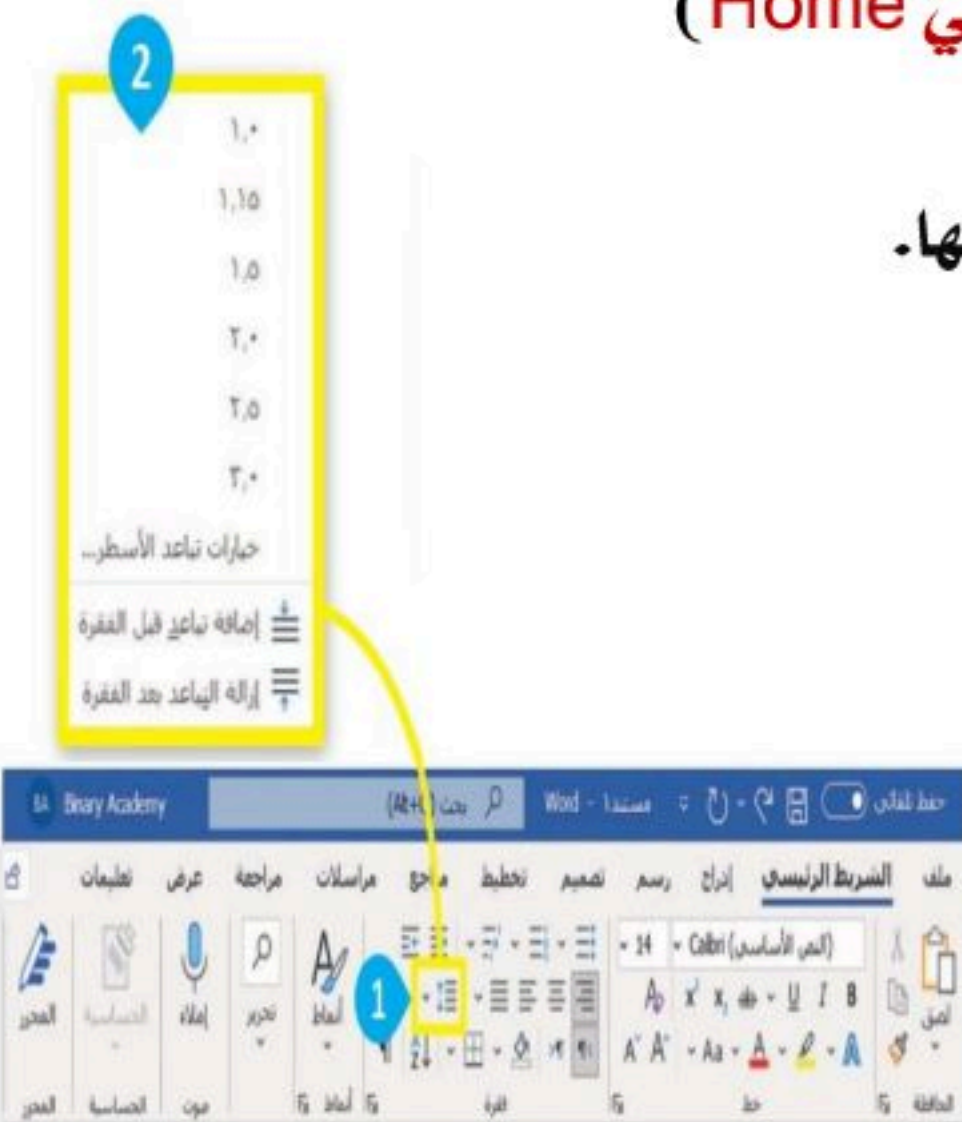 Home
ها.
2
١,٠
١,١٥
١,٥
٢,٠
٢,٥
٣,٠
خيارات تباعد الأسطر...
إضافة تباعد قبل الفقرة
إزالة التباعد بعد الفقرة
حفظ تلقائي
مستند١ - Word
بحث
Binary Academy
BA
ملف الشريط الرئيسي إدراج رسم تصميم تخطيط مراجع مراسلات مراجعة عرض تعليمات
Calibri (النص الأساسي) 14
1
لصق
أنماط
تحرير
إملاء
الحساسية
المحرر
الحافظة خط فقرة أنماط صوت الحساسية المحرر